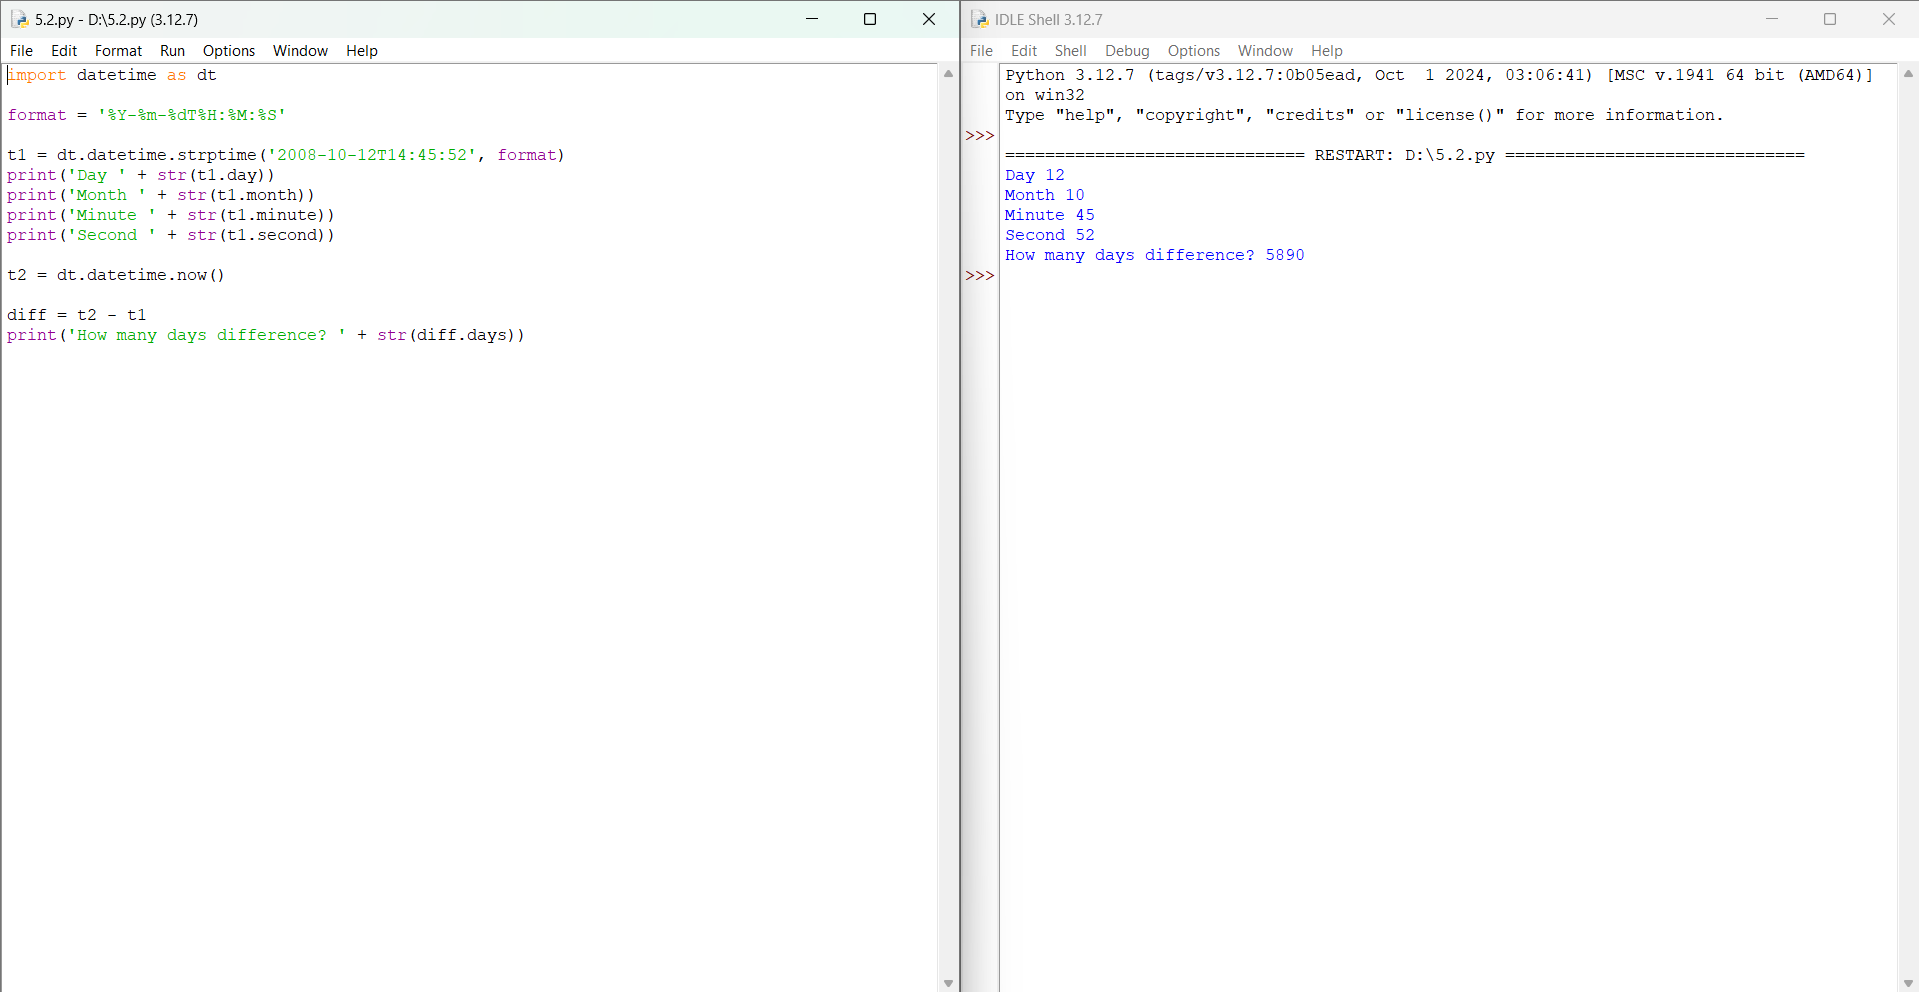 5.2.py - D:\5.2.py (3.12.7)
File Edit Format Run Options Window Help
import datetime as dt
format = '%Y-%m-%dT%H:%M:%S'
t1 = dt.datetime.strptime('2008-10-12T14:45:52', format)
print('Day ' + str(t1.day))
print('Month ' + str(t1.month))
print('Minute ' + str(t1.minute))
print('Second ' + str(t1.second))
t2 = dt.datetime.now()
diff = t2 - t1
print('How many days difference? ' + str(diff.days))
IDLE Shell 3.12.7
File Edit Shell Debug Options Window Help
Python 3.12.7 (tags/v3.12.7:0b05ead, Oct  1 2024, 03:06:41) [MSC v.1941 64 bit (AMD64)]
on win32
Type "help", "copyright", "credits" or "license()" for more information.
>>>
============================== RESTART: D:\5.2.py ==============================
Day 12
Month 10
Minute 45
Second 52
How many days difference? 5890
>>>